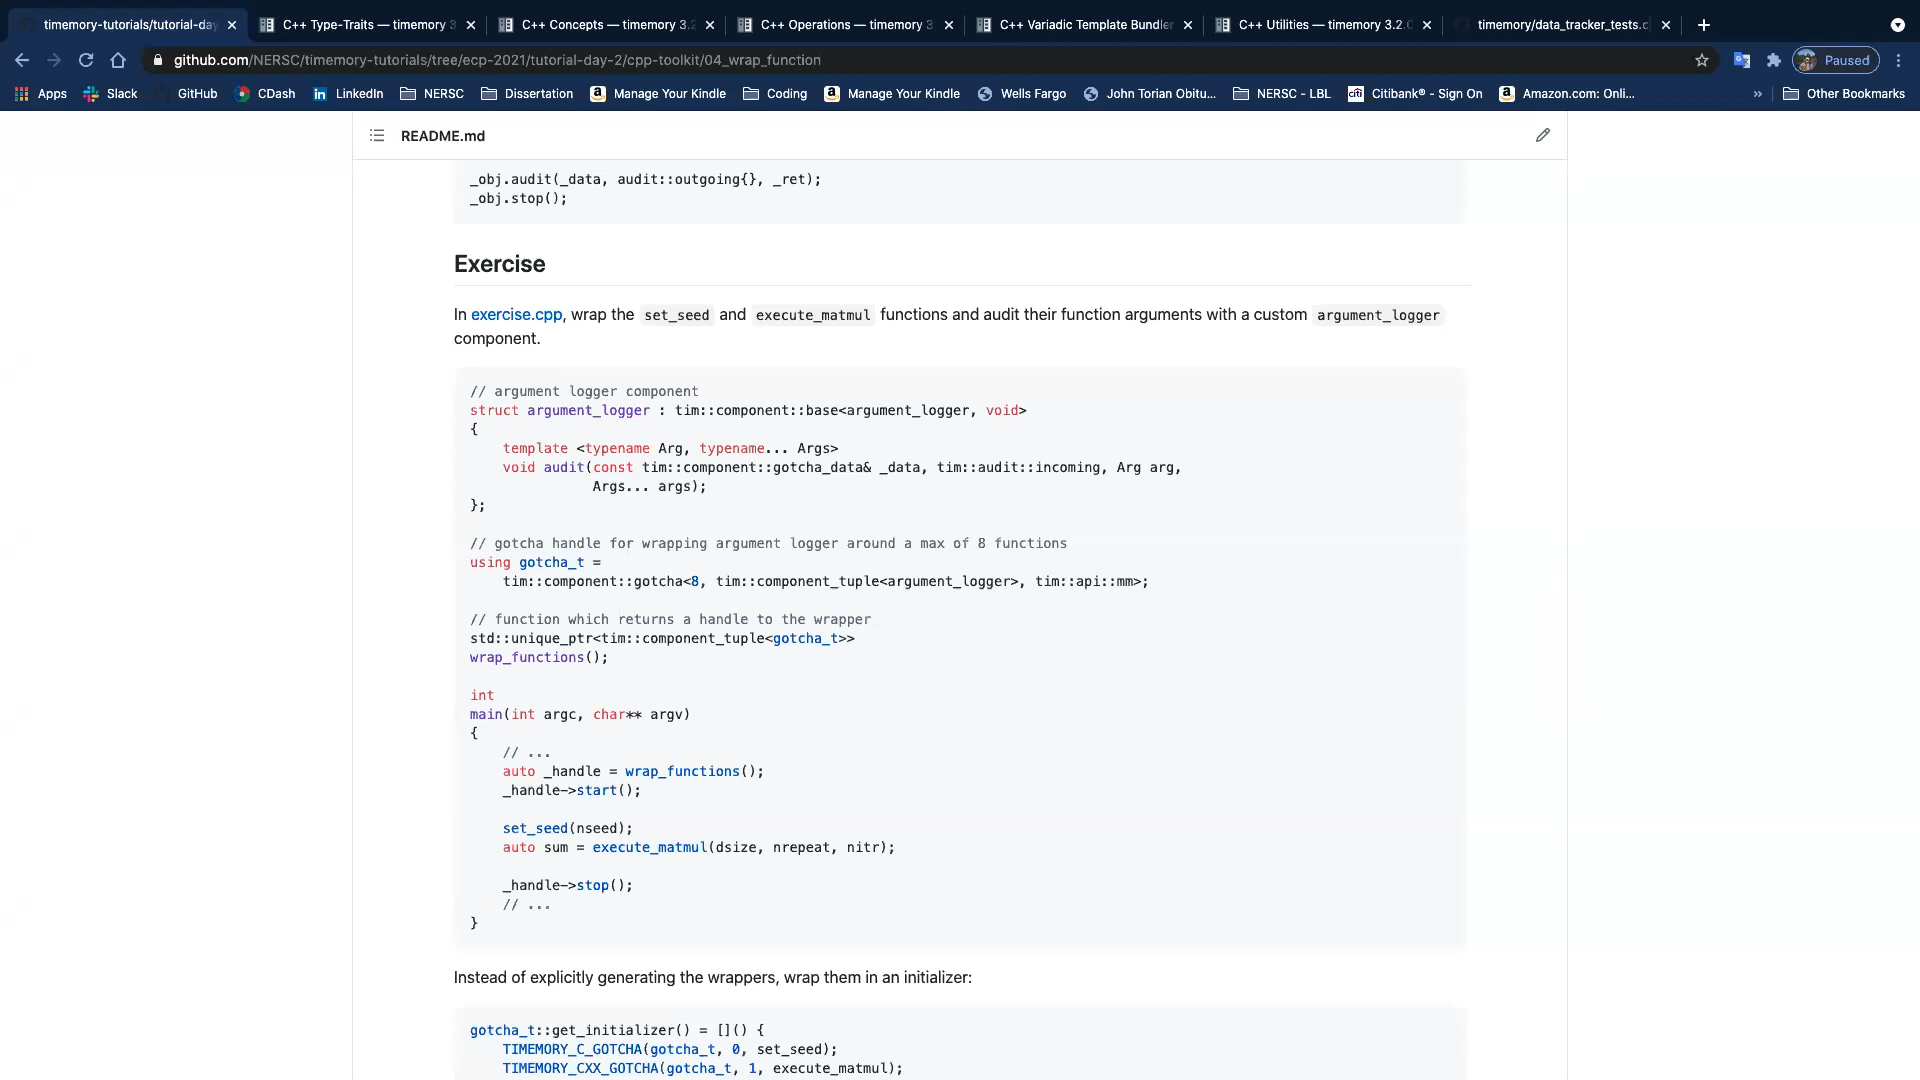 timemory-tutorials/tutorial-day
C++ Type-Traits — timemory 3
C++ Concepts — timemory 3.2
C++ Operations — timemory 3
C++ Variadic Template Bundler
C++ Utilities — timemory 3.2.0
timemory/data_tracker_tests.c
github.com/NERSC/timemory-tutorials/tree/ecp-2021/tutorial-day-2/cpp-toolkit/04_wrap_function
Paused
Apps
Slack
GitHub
CDash
LinkedIn
NERSC
Dissertation
Manage Your Kindle
Coding
Manage Your Kindle
Wells Fargo
John Torian Obitu...
NERSC - LBL
Citibank® - Sign On
Amazon.com: Onli...
»
Other Bookmarks
README.md
_obj.audit(_data, audit::outgoing{}, _ret);
_obj.stop();
Exercise
In exercise.cpp, wrap the set_seed and execute_matmul functions and audit their function arguments with a custom argument_logger
component.
// argument logger component
struct argument_logger : tim::component::base<argument_logger, void>
{
    template <typename Arg, typename... Args>
    void audit(const tim::component::gotcha_data& _data, tim::audit::incoming, Arg arg,
               Args... args);
};
// gotcha handle for wrapping argument logger around a max of 8 functions
using gotcha_t =
    tim::component::gotcha<8, tim::component_tuple<argument_logger>, tim::api::mm>;
// function which returns a handle to the wrapper
std::unique_ptr<tim::component_tuple<gotcha_t>>
wrap_functions();
int
main(int argc, char** argv)
{
    // ...
    auto _handle = wrap_functions();
    _handle->start();
    set_seed(nseed);
    auto sum = execute_matmul(dsize, nrepeat, nitr);
    _handle->stop();
    // ...
}
Instead of explicitly generating the wrappers, wrap them in an initializer:
gotcha_t::get_initializer() = []() {
    TIMEMORY_C_GOTCHA(gotcha_t, 0, set_seed);
    TIMEMORY_CXX_GOTCHA(gotcha_t, 1, execute_matmul);